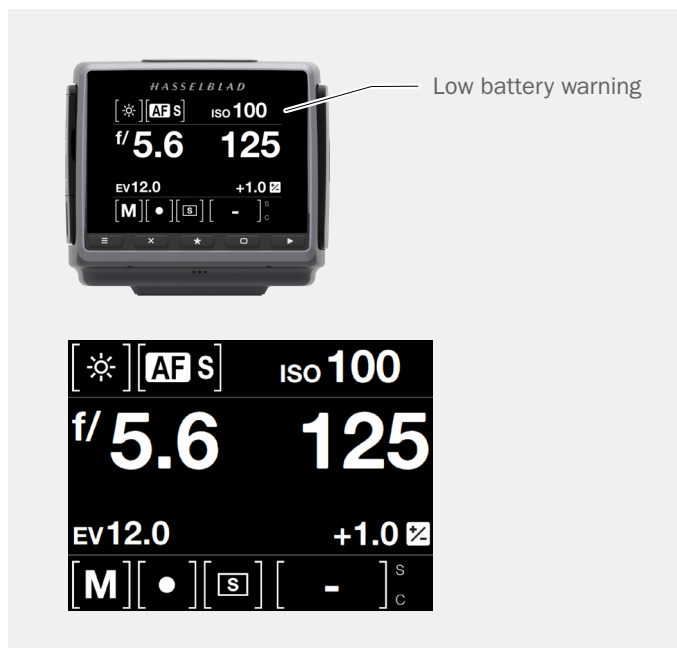 HASSELBLAD
Low battery warning
AF S ISO 100
f/5.6 125
EV12.0 +1.0
M S - S
C
AF S ISO 100
f/5.6 125
EV12.0 +1.0
M S - S
C